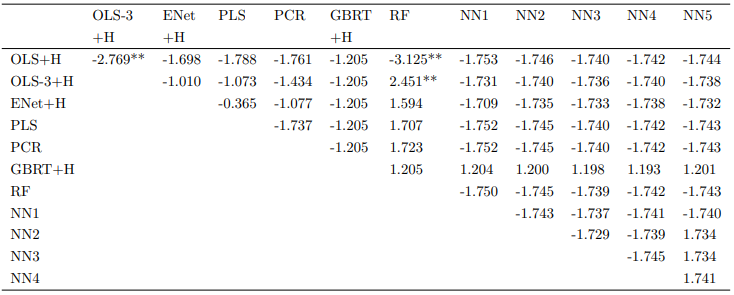 OLS-3 ENet PLS PCR GBRT RF NN1 NN2 NN3 NN4 NN5
+H +H +H
OLS+H -2.769** -1.698 -1.788 -1.761 -1.205 -3.125** -1.753 -1.746 -1.740 -1.742 -1.744
OLS-3+H -1.010 -1.073 -1.434 -1.205 2.451** -1.731 -1.740 -1.736 -1.740 -1.738
ENet+H -0.365 -1.077 -1.205 1.594 -1.709 -1.735 -1.733 -1.738 -1.732
PLS -1.737 -1.205 1.707 -1.752 -1.745 -1.740 -1.742 -1.743
PCR -1.205 1.723 -1.752 -1.745 -1.740 -1.742 -1.743
GBRT+H 1.205 1.204 1.200 1.198 1.193 1.201
RF -1.750 -1.745 -1.739 -1.742 -1.743
NN1 -1.743 -1.737 -1.741 -1.740
NN2 -1.729 -1.739 1.734
NN3 -1.745 1.734
NN4 1.741